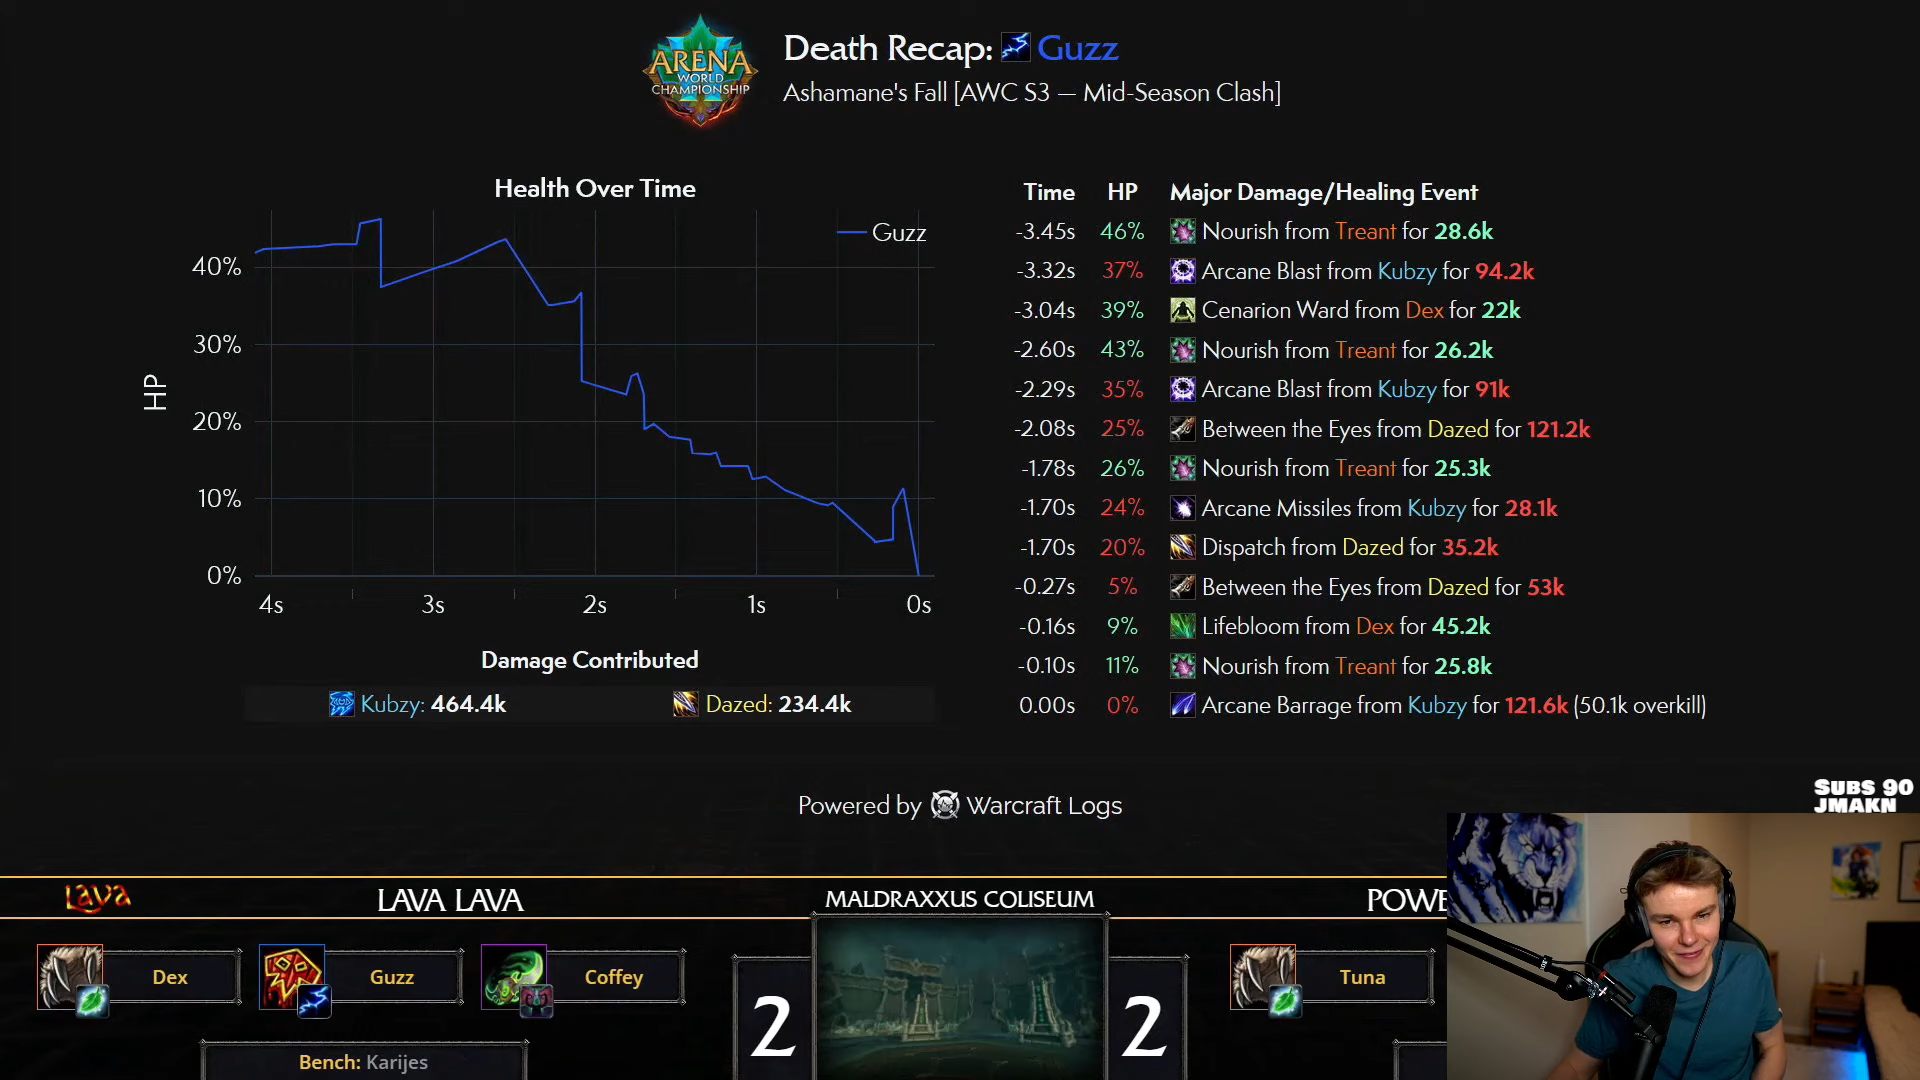 ARENA
WORLD
CHAMPIONSHIP
Death Recap: Guzz
Ashamane's Fall [AWC S3 — Mid-Season Clash]
Health Over Time
Guzz
HP
40%
30%
20%
10%
0%
4s 3s 2s 1s 0s
Damage Contributed
Kubzy: 464.4k Dazed: 234.4k
Time HP Major Damage/Healing Event
-3.45s 46% Nourish from Treant for 28.6k
-3.32s 37% Arcane Blast from Kubzy for 94.2k
-3.04s 39% Cenarion Ward from Dex for 22k
-2.60s 43% Nourish from Treant for 26.2k
-2.29s 35% Arcane Blast from Kubzy for 91k
-2.08s 25% Between the Eyes from Dazed for 121.2k
-1.78s 26% Nourish from Treant for 25.3k
-1.70s 24% Arcane Missiles from Kubzy for 28.1k
-1.70s 20% Dispatch from Dazed for 35.2k
-0.27s 5% Between the Eyes from Dazed for 53k
-0.16s 9% Lifebloom from Dex for 45.2k
-0.10s 11% Nourish from Treant for 25.8k
0.00s 0% Arcane Barrage from Kubzy for 121.6k (50.1k overkill)
Powered by Warcraft Logs
SUBS 90
JMAKN
Lava LAVA LAVA MALDRAXXUS COLISEUM POWE
Dex Guzz Coffey 2 2 Tuna
Bench: Karijes